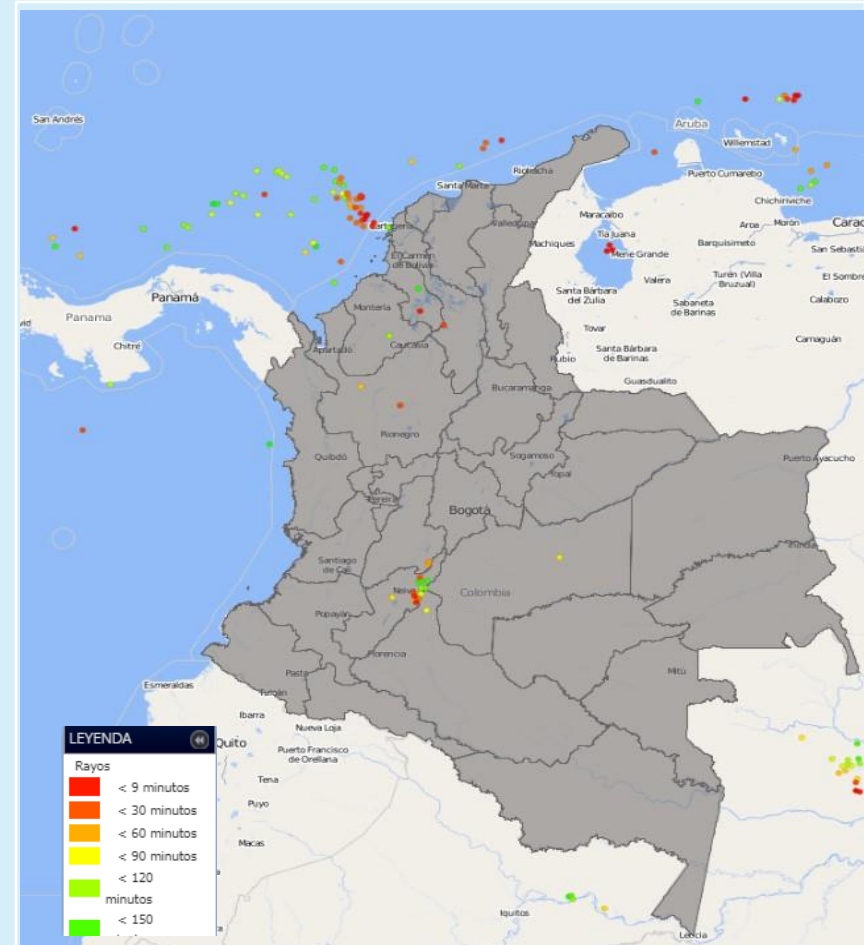 San Andrés
Aruba
Willemstad
Riohacha
Puerto Cumarebo
Santa Marta
Chichiriviche
Maracaibo
Cartagena
Valledupar
Tía Juana
Aroa
Morón
Carac
Machiques
Mene Grande
Barquisimeto
San Sebasti
El Carmen
de Bolívar
Valera
Turén (Villa
Bruzual)
El Sombre
Santa Bárbara
del Zulia
Panamá
Montería
Sabaneta
de Barinas
Calabozo
Panama
vid
Tovar
Camaguán
Chitré
Apartadó
Caucasia
Rubio
Santa Bárbara
de Barinas
Guasdualito
Bucaramanga
Rionegro
Quibdó
Sogamoso
Puerto Ayacucho
Yopal
Pereira
Bogotá
Inírida
Santiago
de Cali
Neiva
Colombia
Popayán
Florencia
Mitú
Pasto
Esmeraldas
Ibarra
Nueva Loja
Quito
Puerto Francisco
de Orellana
Tena
Puyo
Macas
Iquitos
Leticia
LEYENDA
Rayos
< 9 minutos
< 30 minutos
< 60 minutos
< 90 minutos
< 120
minutos
< 150